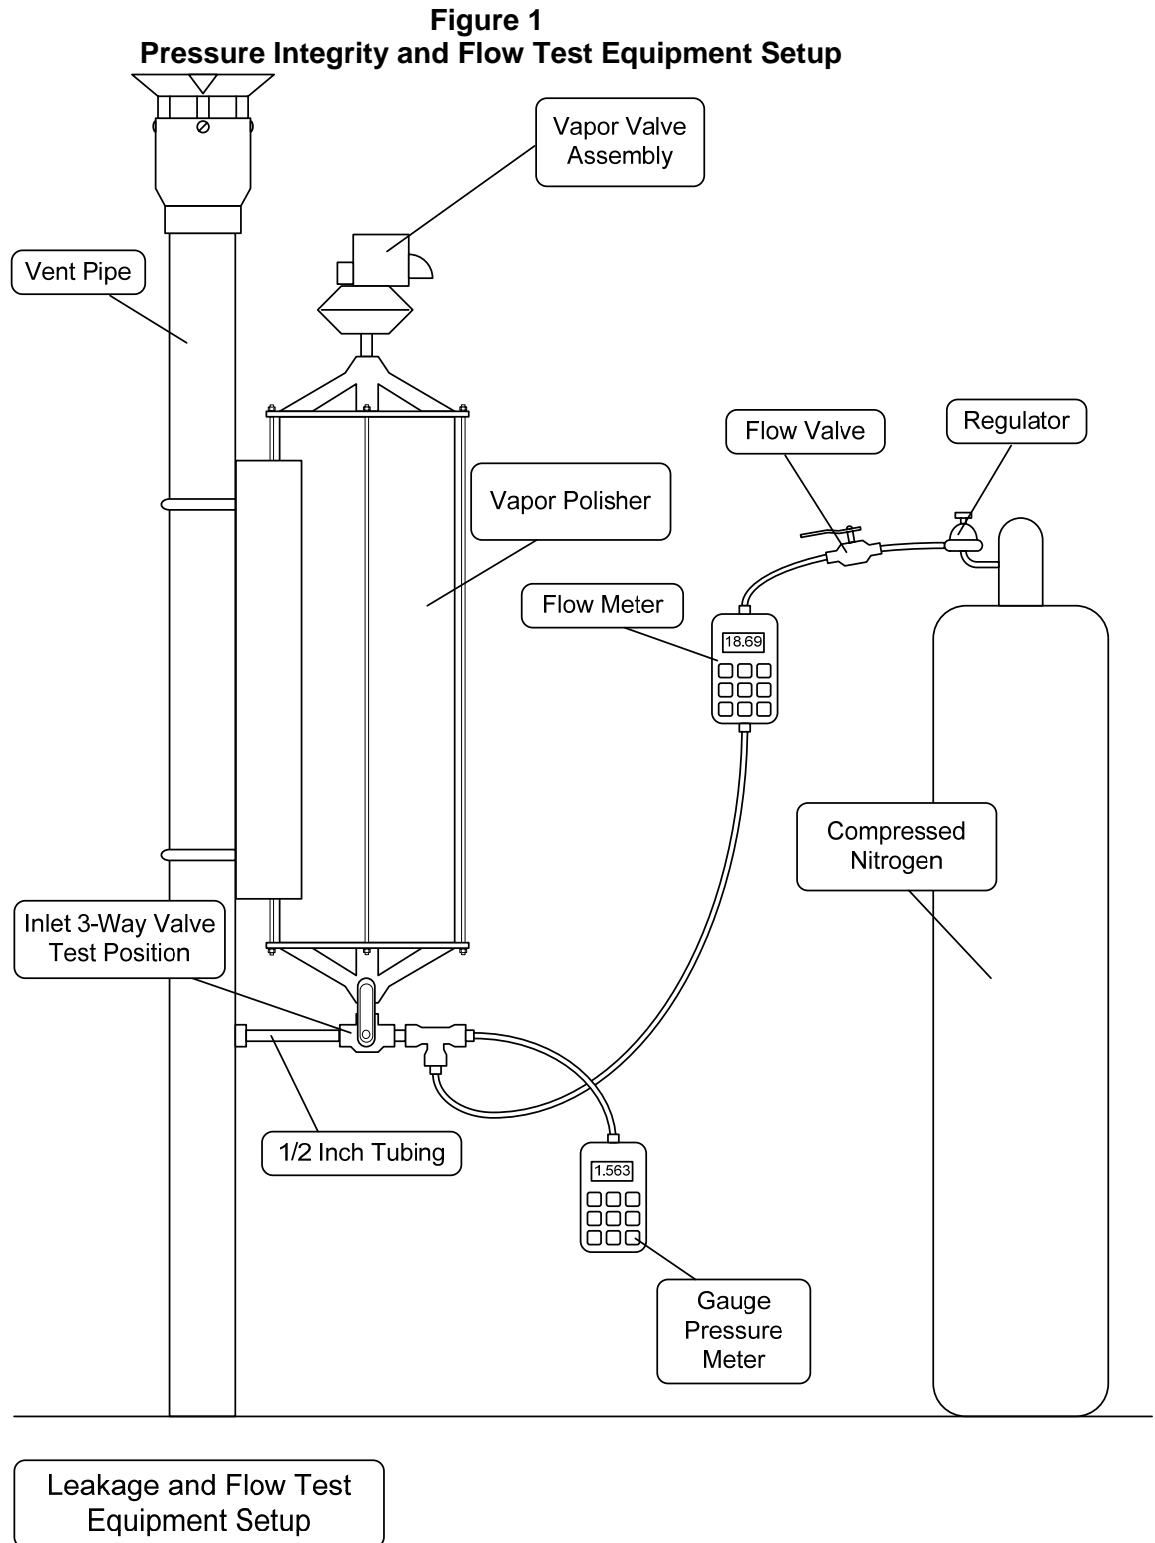 Figure 1
Pressure Integrity and Flow Test Equipment Setup
Vapor Valve
Assembly
Vent Pipe
Flow Valve
Regulator
Vapor Polisher
Flow Meter
18.69
Compressed
Nitrogen
Inlet 3-Way Valve
Test Position
1/2 Inch Tubing
1.563
Gauge
Pressure
Meter
Leakage and Flow Test
Equipment Setup